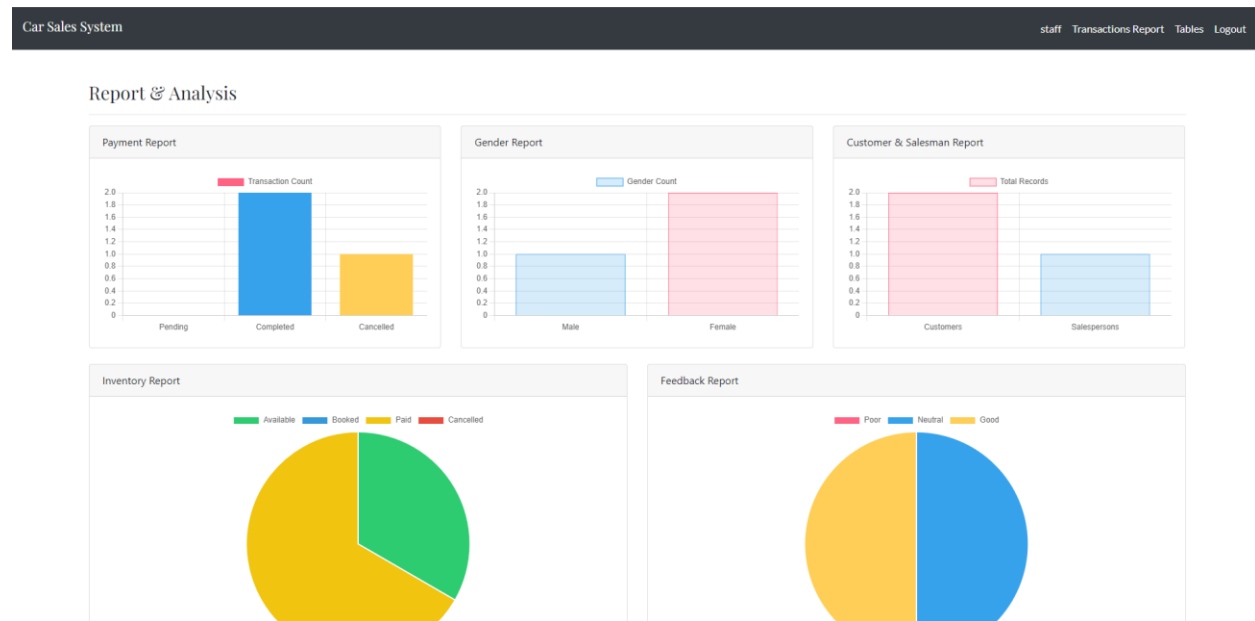 Car Sales System
staff Transactions Report Tables Logout
Report & Analysis
Payment Report
Transaction Count
2.0
1.8
1.6
1.4
1.2
1.0
0.8
0.6
0.4
0.2
0
Pending Completed Cancelled
Gender Report
Gender Count
2.0
1.8
1.6
1.4
1.2
1.0
0.8
0.6
0.4
0.2
0
Male Female
Customer & Salesman Report
Total Records
2.0
1.8
1.6
1.4
1.2
1.0
0.8
0.6
0.4
0.2
0
Customers Salespersons
Inventory Report
Available Booked Paid Cancelled
Feedback Report
Poor Neutral Good